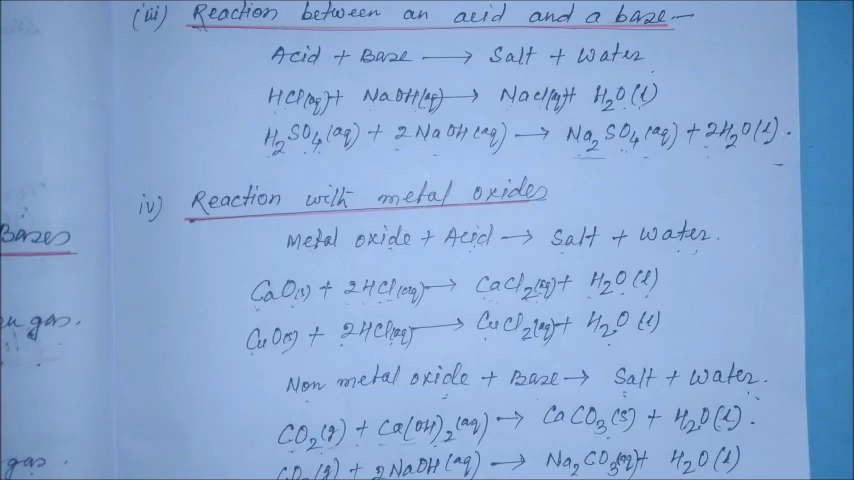 (iii) Reaction between an acid and a base-
Acid + Base → Salt + Water
HCl(aq)+ NaOH(aq) → NaCl(aq)+ H₂O(l)
H₂SO₄(aq) + 2NaOH(aq) → Na₂SO₄(aq) + 2H₂O(l).
iv) Reaction with metal oxides
Bases
Metal oxide + Acid → Salt + Water.
CaO(s) + 2HCl(aq) → CaCl₂(aq)+ H₂O(l)
gas.
CuO(s) + 2HCl(aq) → CuCl₂(aq)+ H₂O(l)
Non metal oxide + Base → Salt + Water.
CO₂(g) + Ca(OH)₂(aq) → CaCO₃(s) + H₂O(l).
gas.
CO₂(g) + 2NaOH(aq) → Na₂CO₃(aq)+ H₂O(l)